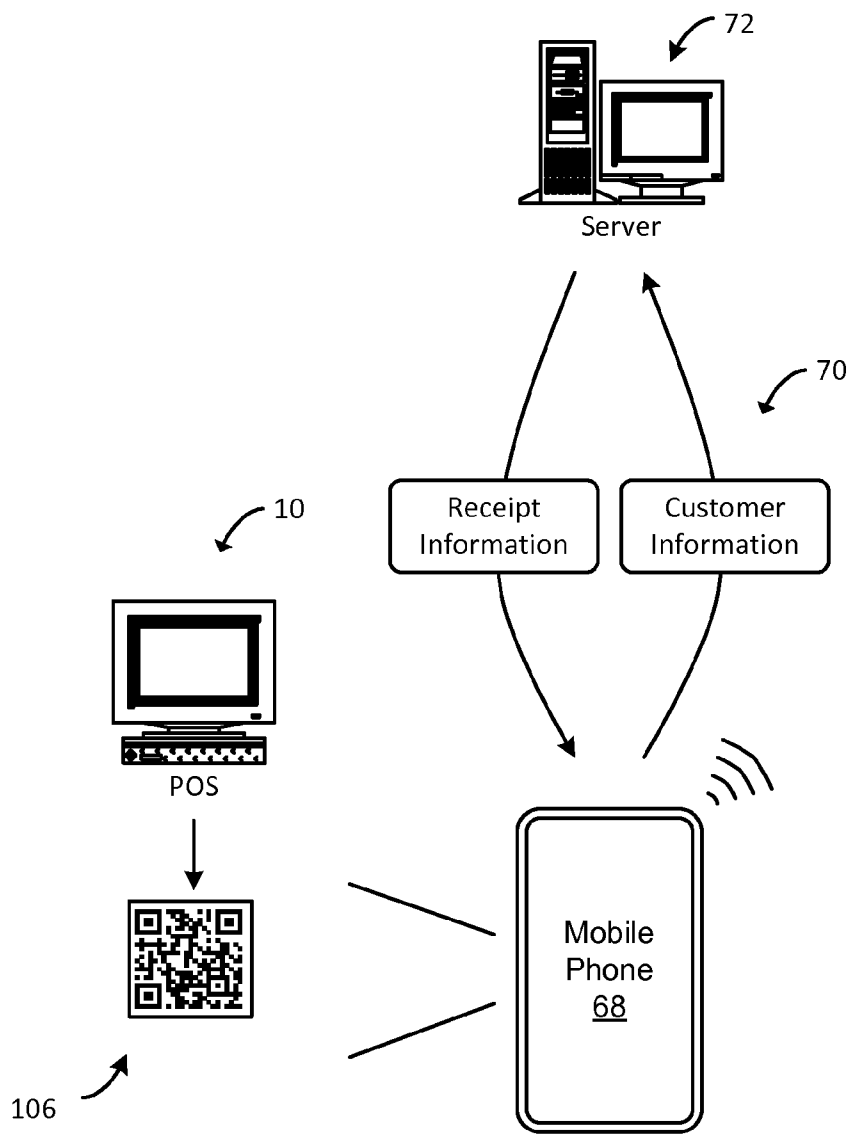 72
Server
70
Receipt
Information
Customer
Information
10
POS
Mobile
Phone
68
106